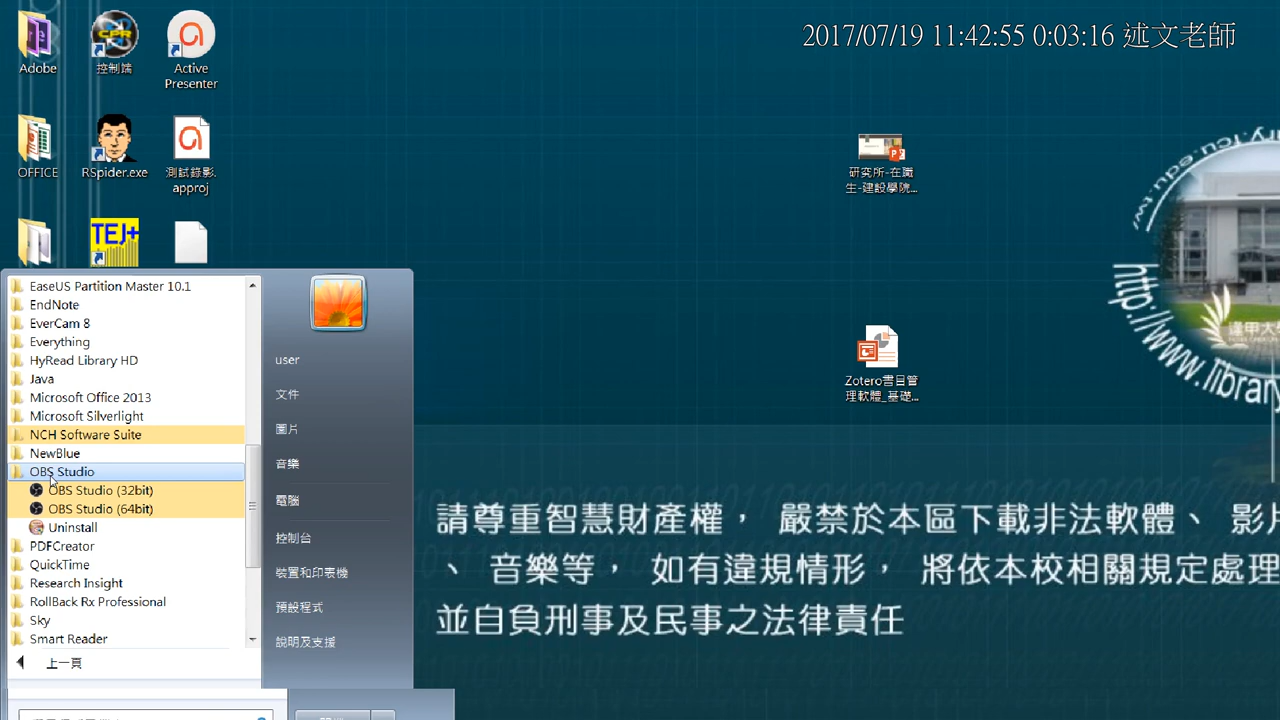 2017/07/19 11:42:55 0:03:16 述文老師
Adobe
控制端
Active
Presenter
OFFICE
RSpider.exe
測試錄影.
approj
TEJ+
研究所-在職
生-建設學院...
Zotero書目管
理軟體_基礎...
EaseUS Partition Master 10.1
EndNote
EverCam 8
Everything
HyRead Library HD
Java
Microsoft Office 2013
Microsoft Silverlight
NCH Software Suite
NewBlue
OBS Studio
OBS Studio (32bit)
OBS Studio (64bit)
Uninstall
PDFCreator
QuickTime
Research Insight
RollBack Rx Professional
Sky
Smart Reader
上一頁
user
文件
圖片
音樂
電腦
控制台
裝置和印表機
預設程式
說明及支援
請尊重智慧財產權， 嚴禁於本區下載非法軟體、 影片
、 音樂等， 如有違規情形， 將依本校相關規定處理
並自負刑事及民事之法律責任
逢甲大
http://www.library.